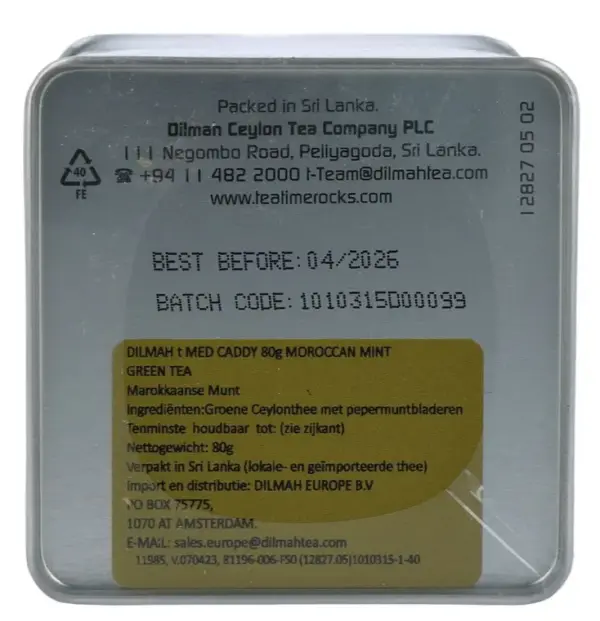 Packed in Sri Lanka.
Dilmah Ceylon Tea Company PLC
111 Negombo Road, Peliyagoda, Sri Lanka.
☎ +94 11 482 2000 t-Team@dilmahtea.com
www.teatimerocks.com
40
FE
12827 05 02
BEST BEFORE:04/2026
BATCH CODE:1010315D00099
DILMAH t MED CADDY 80g MOROCCAN MINT
GREEN TEA
Marokkaanse Munt
Ingrediënten:Groene Ceylonthee met pepermuntbladeren
Tenminste houdbaar tot: (zie zijkant)
Nettogewicht: 80g
Verpakt in Sri Lanka (lokale- en geïmporteerde thee)
Import en distributie: DILMAH EUROPE B.V
PO BOX 75775,
1070 AT AMSTERDAM.
E-MAIL: sales.europe@dilmahtea.com
11985, V.070423, 81196-006-F50 (12827.05)1010315-1-40